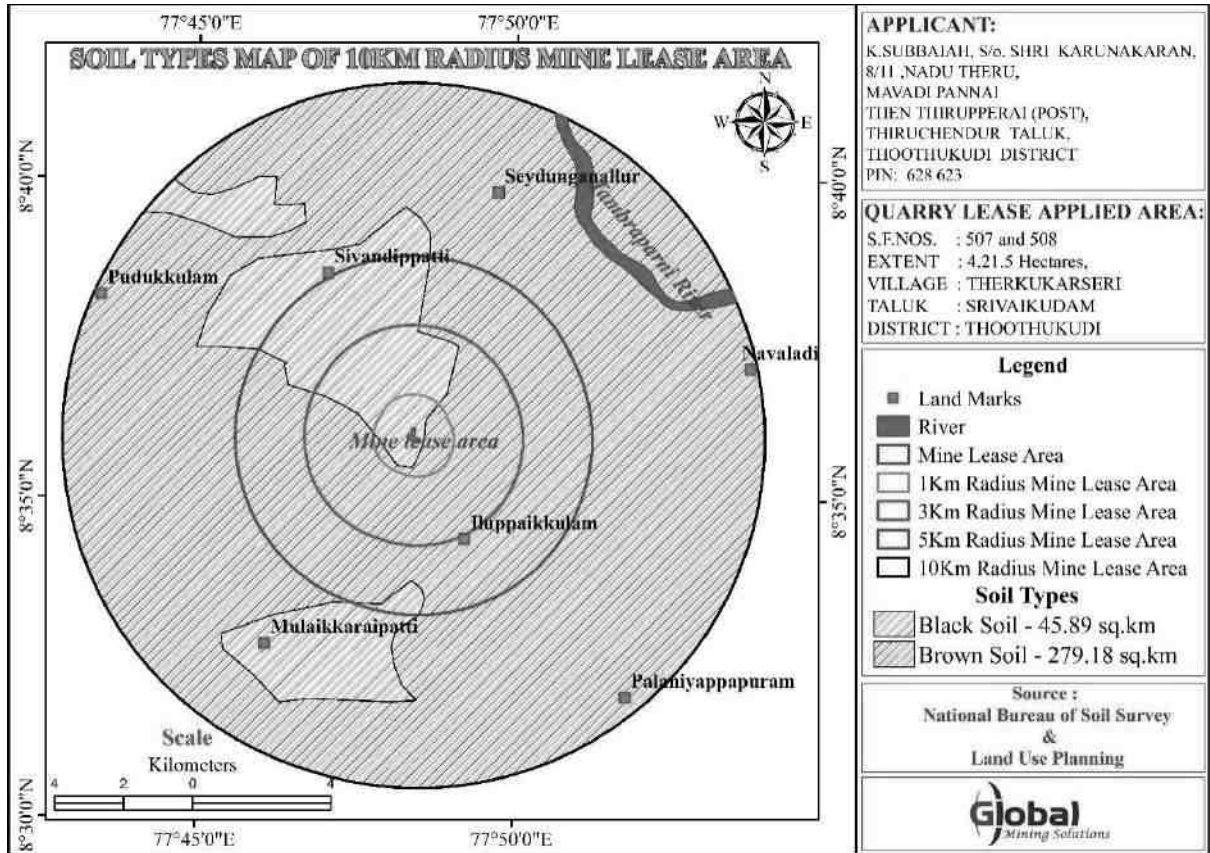 77°45'0"E
77°50'0"E
SOIL TYPES MAP OF 10KM RADIUS MINE LEASE AREA
N
W
E
S
8°40'0"N
8°40'0"N
Seydunganallur
Tambraparni River
Sivandippatti
Pudukkulam
Navaladi
Mine lease area
8°35'0"N
8°35'0"N
Iluppaikkulam
Mulaikkaraipatti
Palaniyappapuram
Scale
Kilometers
4 2 0 4
8°30'0"N
77°45'0"E
77°50'0"E
APPLICANT:
K.SUBBAIAH, S/o. SHRI KARUNAKARAN,
8/11 ,NADU THERU,
MAVADI PANNAI
THEN THIRUPPERAI (POST),
THIRUCHENDUR TALUK,
THOOTHUKUDI DISTRICT
PIN: 628 623
QUARRY LEASE APPLIED AREA:
S.F.NOS. : 507 and 508
EXTENT : 4.21.5 Hectares,
VILLAGE : THERKUKARSERI
TALUK : SRIVAIKUDAM
DISTRICT : THOOTHUKUDI
Legend
Land Marks
River
Mine Lease Area
1Km Radius Mine Lease Area
3Km Radius Mine Lease Area
5Km Radius Mine Lease Area
10Km Radius Mine Lease Area
Soil Types
Black Soil - 45.89 sq.km
Brown Soil - 279.18 sq.km
Source :
National Bureau of Soil Survey
&
Land Use Planning
Global
Mining Solutions